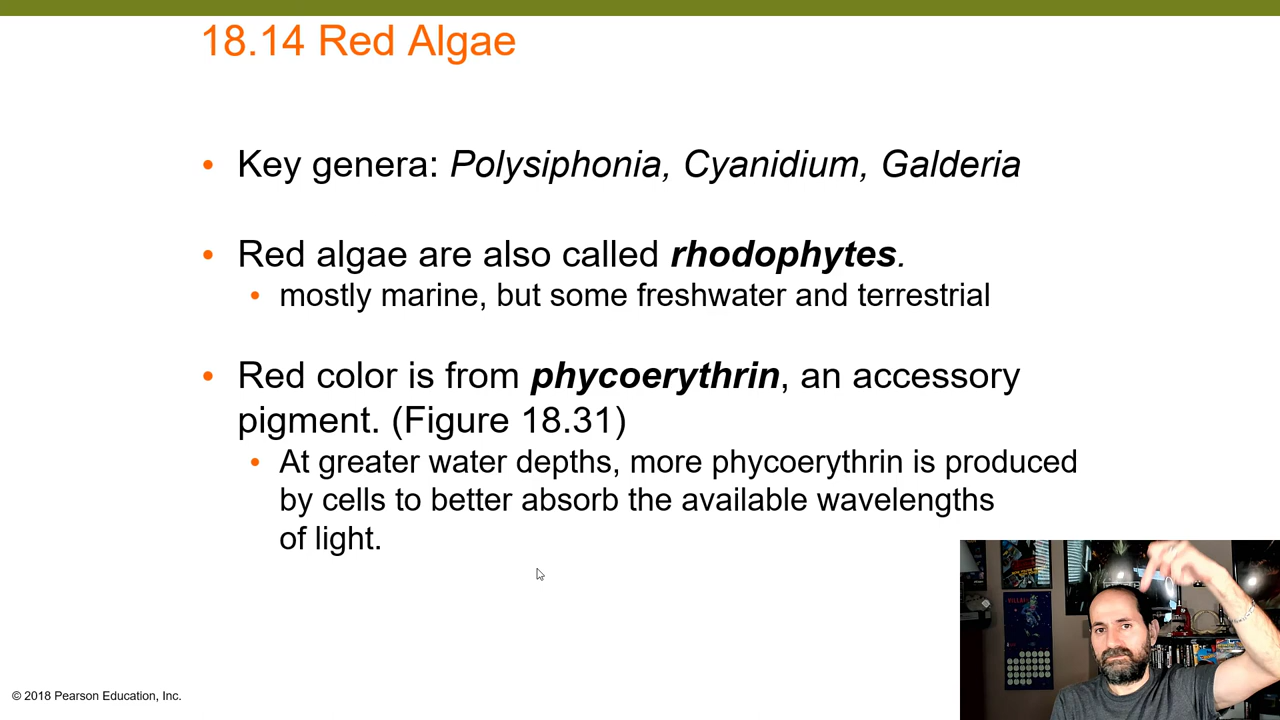 18.14 Red Algae
• Key genera: Polysiphonia, Cyanidium, Galderia
• Red algae are also called rhodophytes.
• mostly marine, but some freshwater and terrestrial
• Red color is from phycoerythrin, an accessory
pigment. (Figure 18.31)
• At greater water depths, more phycoerythrin is produced
by cells to better absorb the available wavelengths
of light.
© 2018 Pearson Education, Inc.